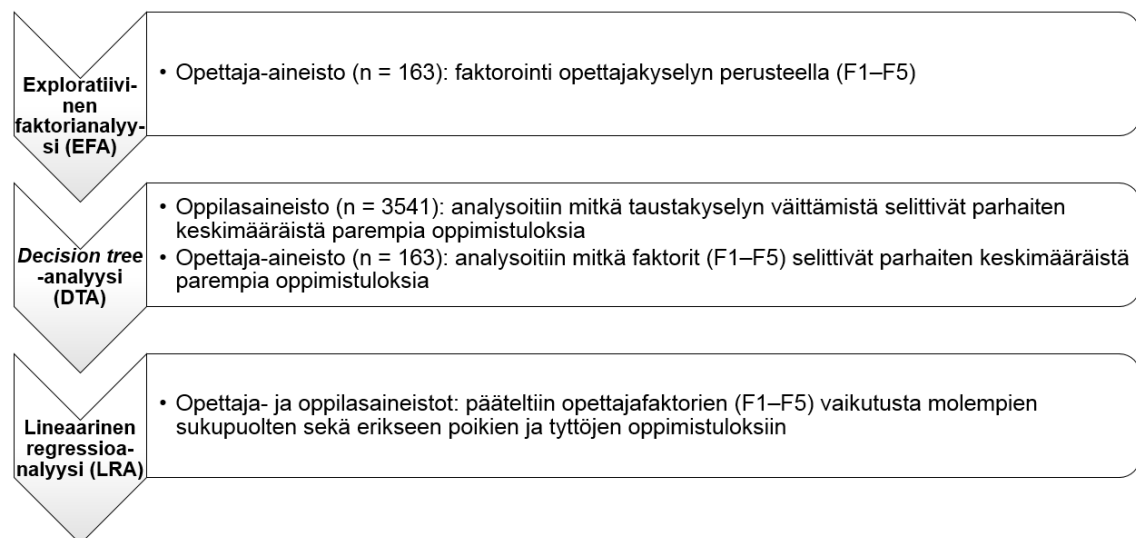 Exploratiivi-
nen
faktorianalyy-
si (EFA)
• Opettaja-aineisto (n = 163): faktorointi opettajakyselyn perusteella (F1–F5)
Decision tree
-analyysi
(DTA)
• Oppilasaineisto (n = 3541): analysoitiin mitkä taustakyselyn väittämistä selittivät parhaiten
keskimääräistä parempia oppimistuloksia
• Opettaja-aineisto (n = 163): analysoitiin mitkä faktorit (F1–F5) selittivät parhaiten keskimääräistä
parempia oppimistuloksia
Lineaarinen
regressioa-
nalyysi (LRA)
• Opettaja- ja oppilasaineistot: pääteltiin opettajafaktorien (F1–F5) vaikutusta molempien
sukupuolten sekä erikseen poikien ja tyttöjen oppimistuloksiin